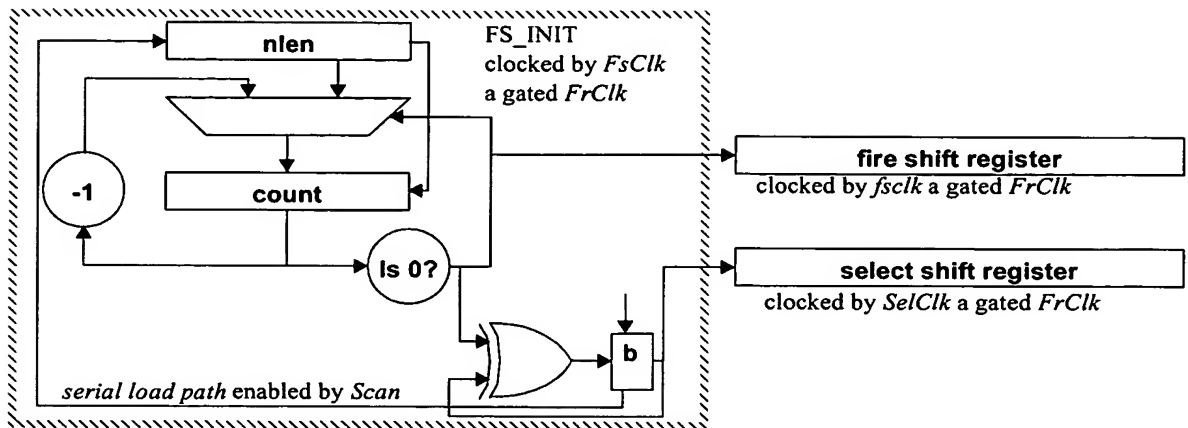 nlen
FS_INIT
clocked by FsClk
a gated FrClk
-1
count
Is 0?
fire shift register
clocked by fsclk a gated FrClk
select shift register
clocked by SelClk a gated FrClk
b
serial load path enabled by Scan